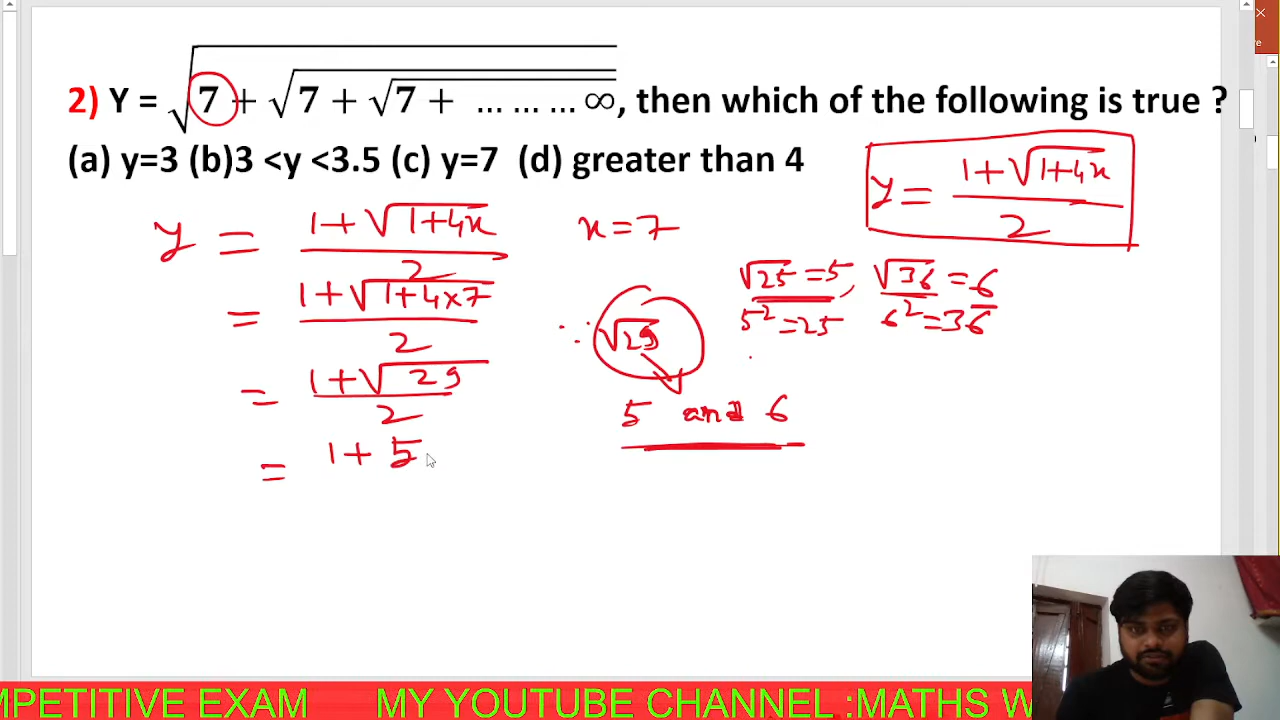 2) Y = √7 + √7 + √7 + ... ... ... ∞, then which of the following is true ?
(a) y=3 (b)3 <y <3.5 (c) y=7 (d) greater than 4
y = (1+√1+4x)/2
y = (1+√1+4x)/2
x=7
= (1+√1+4×7)/2
√25 =5, √36 =6
5²=25 6²=36
∵ √29
5 and 6
= (1+√29)/2
= 1+ 5
MPETITIVE EXAM MY YOUTUBE CHANNEL :MATHS W